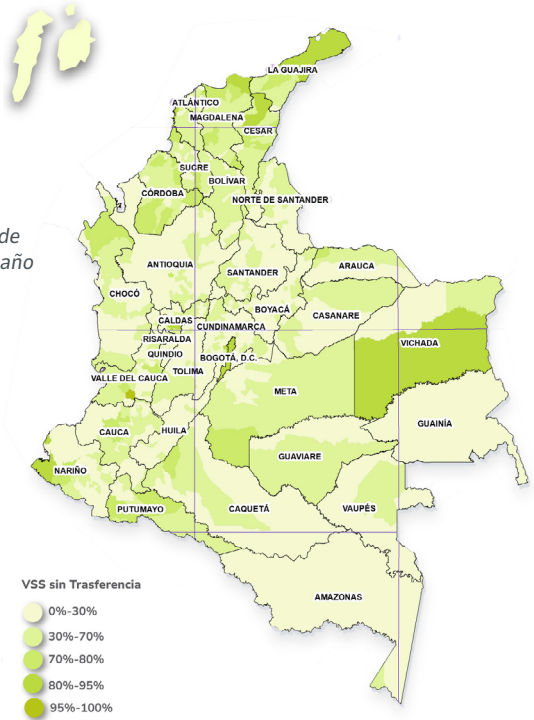 LA GUAJIRA
ATLÁNTICO
MAGDALENA
CESAR
SUCRE
BOLÍVAR
CÓRDOBA
NORTE DE SANTANDER
de
año
ANTIOQUIA
ARAUCA
SANTANDER
CHOCÓ
BOYACÁ
CASANARE
CALDAS
CUNDINAMARCA
RISARALDA
VICHADA
QUINDIO
BOGOTÁ, D.C.
TOLIMA
VALLE DEL CAUCA
META
GUAINÍA
CAUCA
HUILA
GUAVIARE
NARIÑO
PUTUMAYO
CAQUETÁ
VAUPÉS
AMAZONAS
VSS sin Trasferencia
0%-30%
30%-70%
70%-80%
80%-95%
95%-100%